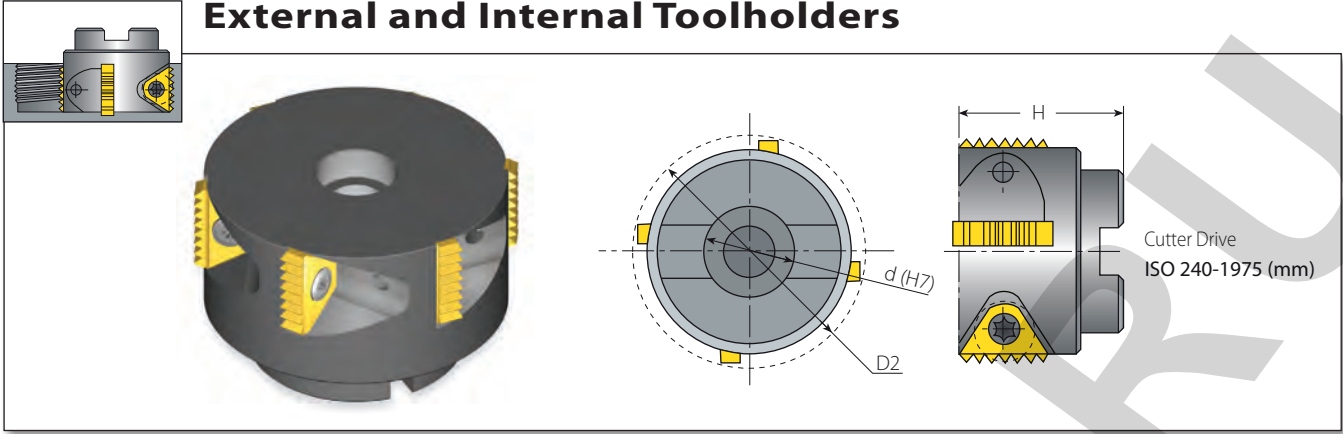 External and Internal Toolholders
H
Cutter Drive
ISO 240-1975 (mm)
d (H7)
D2
RU